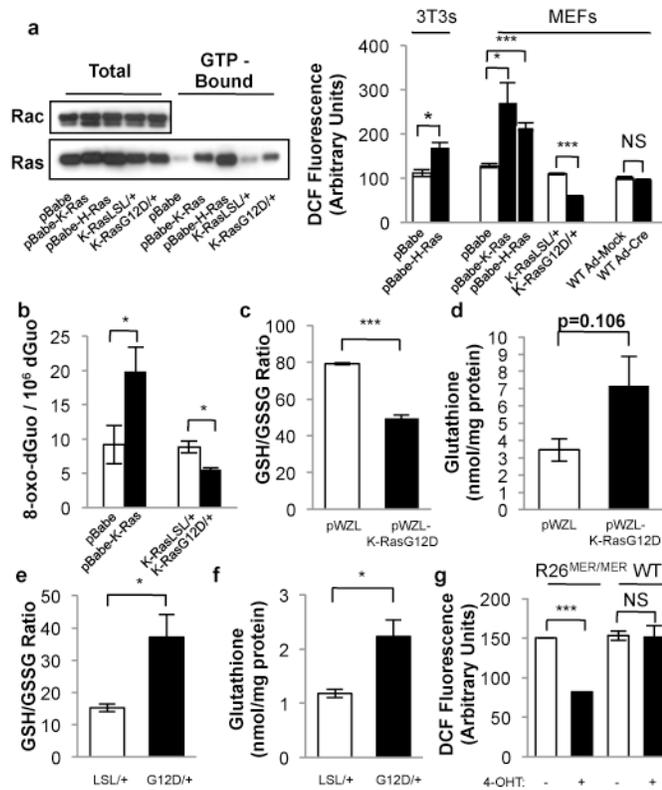 a
Total
GTP -
Bound
Rac
Ras
pBabe
pBabe-K-Ras
pBabe-H-Ras
K-RasLSL/+
K-RasG12D/+
pBabe
pBabe-K-Ras
pBabe-H-Ras
K-RasLSL/+
K-RasG12D/+
3T3s
MEFs
DCF Fluorescence
(Arbitrary Units)
400
300
200
100
0
*
*
***
***
NS
pBabe
pBabe-H-Ras
pBabe
pBabe-K-Ras
pBabe-H-Ras
K-RasLSL/+
K-RasG12D/+
WT Ad-Mock
WT Ad-Cre
b
8-oxo-dGuo / 10⁶ dGuo
25
20
15
10
5
0
*
*
pBabe
pBabe-K-Ras
K-RasLSL/+
K-RasG12D/+
c
GSH/GSSG Ratio
100
80
60
40
20
0
***
pWZL
pWZL-
K-RasG12D
d
p=0.106
Glutathione
(nmol/mg protein)
10
9
8
7
6
5
4
3
2
1
0
pWZL
pWZL-
K-RasG12D
e
GSH/GSSG Ratio
50
40
30
20
10
0
*
LSL/+
G12D/+
f
Glutathione
(nmol/mg protein)
3
2
1
0
*
LSL/+
G12D/+
g
R26MER/MER
WT
DCF Fluorescence
(Arbitrary Units)
200
150
100
50
0
***
NS
4-OHT:
-
+
-
+